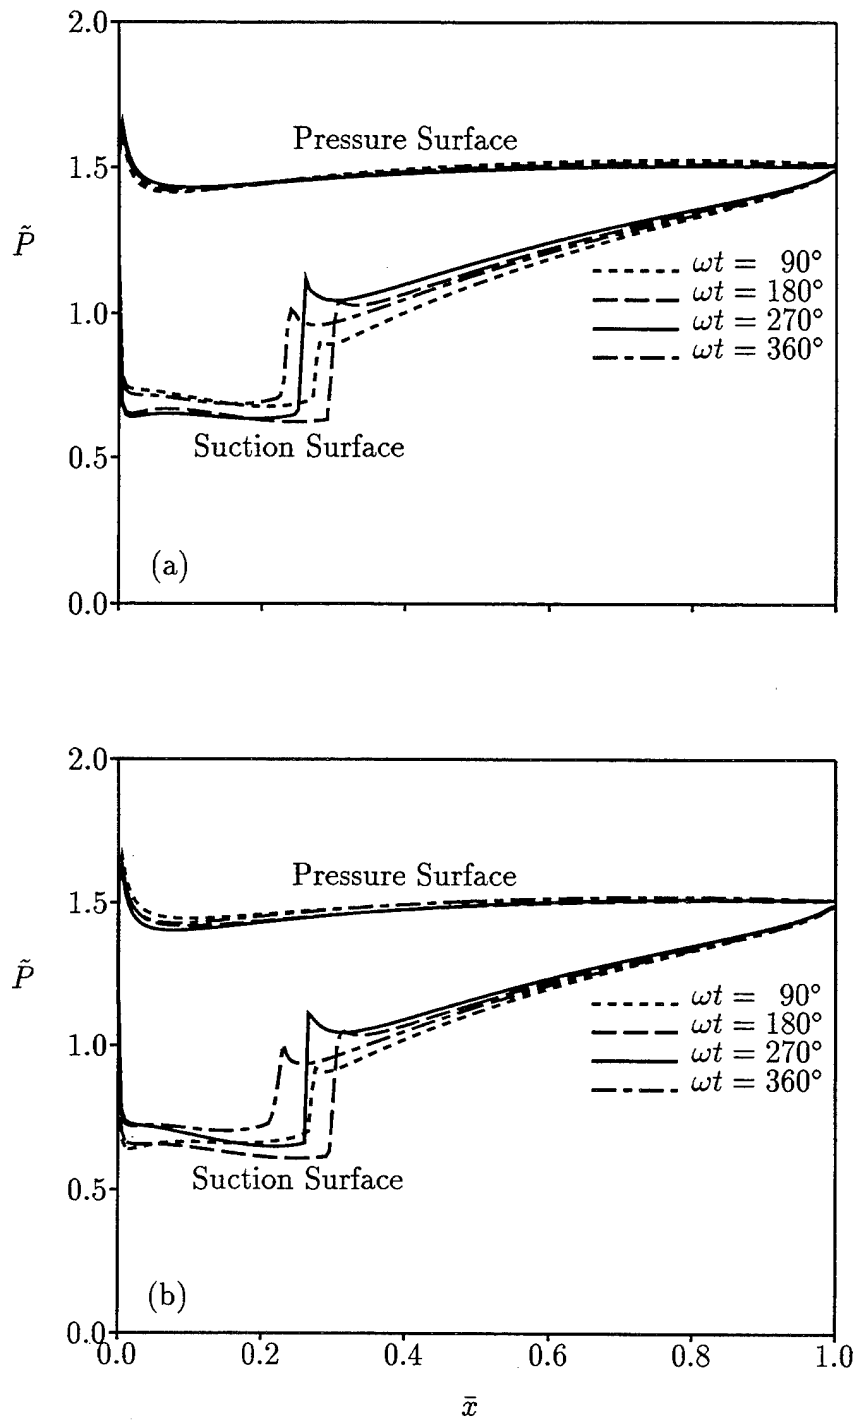 2.0
Pressure Surface
1.5
P̃
ωt = 90°
ωt = 180°
1.0
ωt = 270°
ωt = 360°
Suction Surface
0.5
(a)
0.0
2.0
Pressure Surface
1.5
P̃
ωt = 90°
ωt = 180°
1.0
ωt = 270°
ωt = 360°
Suction Surface
0.5
(b)
0.0
0.0 0.2 0.4 0.6 0.8 1.0
x̄